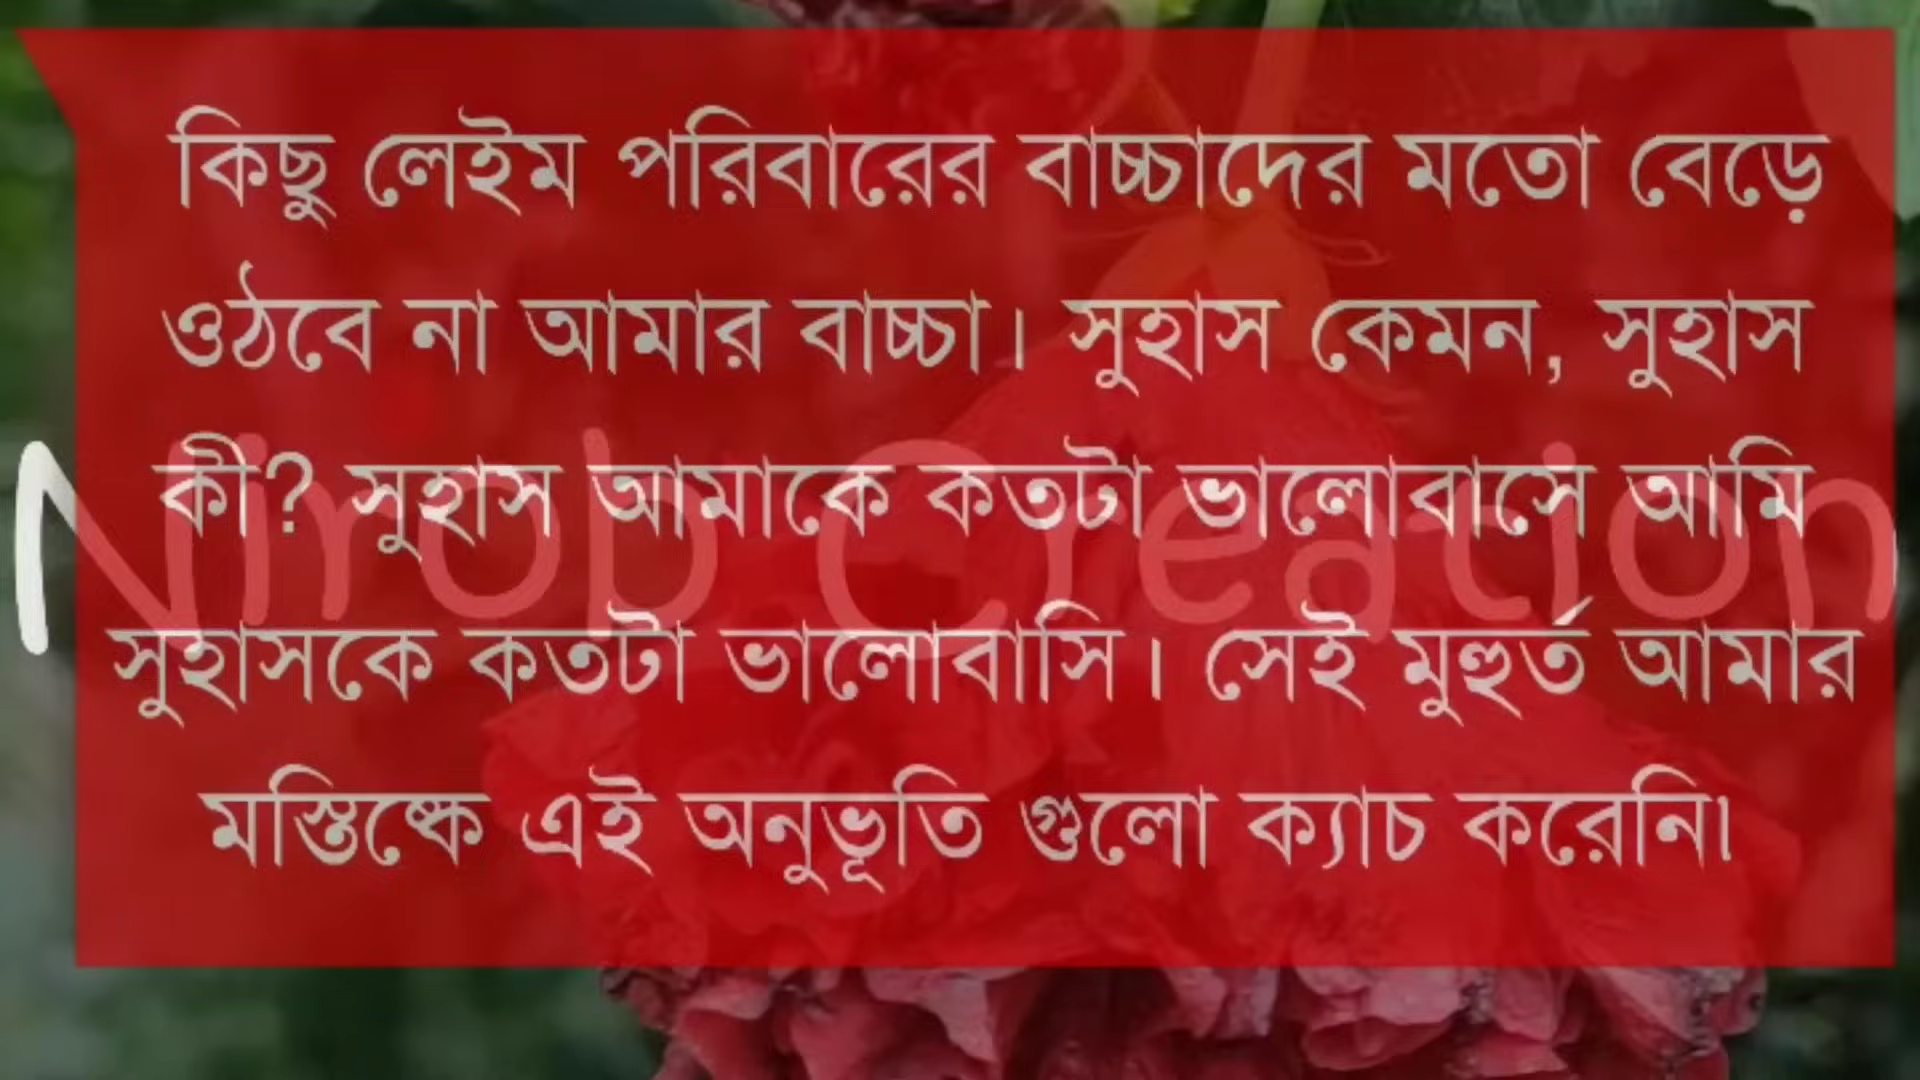 কিছু লেইম পরিবারের বাচ্চাদের মতো বেড়ে
ওঠবে না আমার বাচ্চা। সুহাস কেমন, সুহাস
কী? সুহাস আমাকে কতটা ভালোবাসে আমি
Nirob Creation
সুহাসকে কতটা ভালোবাসি। সেই মুহুর্ত আমার
মস্তিষ্কে এই অনুভূতি গুলো ক্যাচ করেনি৷